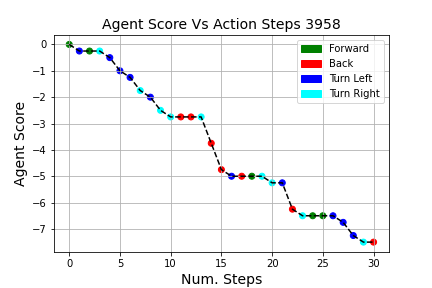 Agent Score Vs Action Steps 3958
Forward
Back
Turn Left
Turn Right
Agent Score
0
−1
−2
−3
−4
−5
−6
−7
0 5 10 15 20 25 30
Num. Steps